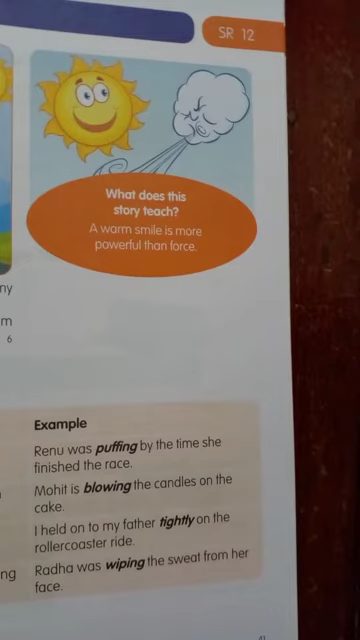 SR 12
What does this
story teach?
A warm smile is more
powerful than force.
ny
m
6
Example
Renu was puffing by the time she
finished the race.
Mohit is blowing the candles on the
cake.
I held on to my father tightly on the
rollercoaster ride.
ng
Radha was wiping the sweat from her
face.